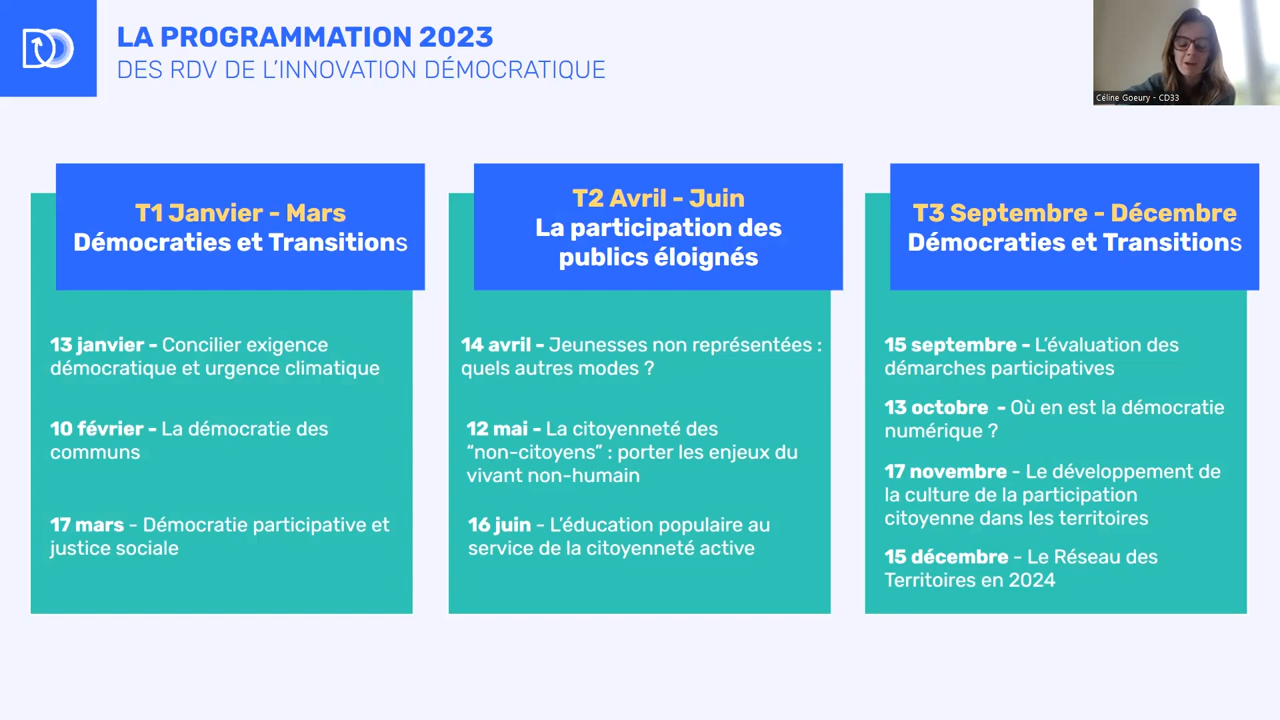 LA PROGRAMMATION 2023
DES RDV DE L'INNOVATION DÉMOCRATIQUE
Céline Goeury - CD33
T1 Janvier - Mars
Démocraties et Transitions
13 janvier - Concilier exigence
démocratique et urgence climatique
10 février - La démocratie des
communs
17 mars - Démocratie participative et
justice sociale
T2 Avril - Juin
La participation des
publics éloignés
14 avril - Jeunesses non représentées :
quels autres modes ?
12 mai - La citoyenneté des
“non-citoyens” : porter les enjeux du
vivant non-humain
16 juin - L'éducation populaire au
service de la citoyenneté active
T3 Septembre - Décembre
Démocraties et Transitions
15 septembre - L'évaluation des
démarches participatives
13 octobre - Où en est la démocratie
numérique ?
17 novembre - Le développement de
la culture de la participation
citoyenne dans les territoires
15 décembre - Le Réseau des
Territoires en 2024